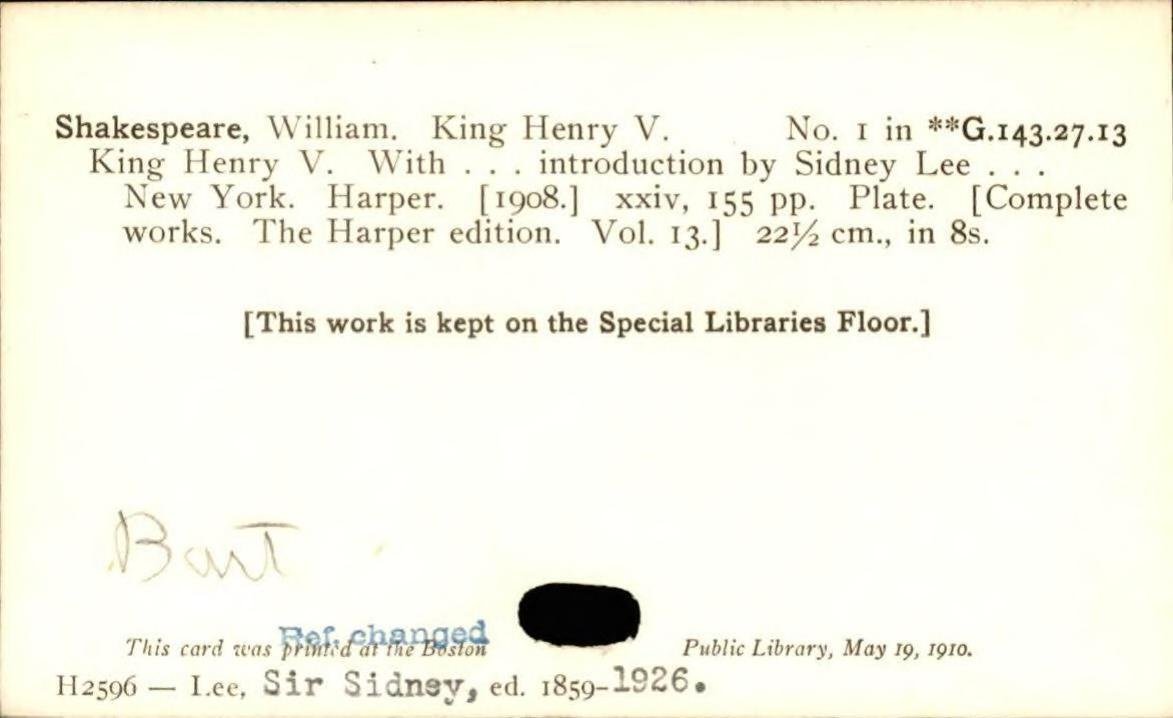 Shakespeare, William. King Henry V. No. 1 in **G.143.27.13
King Henry V. With . . . introduction by Sidney Lee . . .
New York. Harper. [1908.] xxiv, 155 pp. Plate. [Complete
works. The Harper edition. Vol. 13.] 22½ cm., in 8s.
[This work is kept on the Special Libraries Floor.]
Bart
Ref. changed
This card was printed at the Boston Public Library, May 19, 1910.
H2596 — Lee, Sir Sidney, ed. 1859-1926.